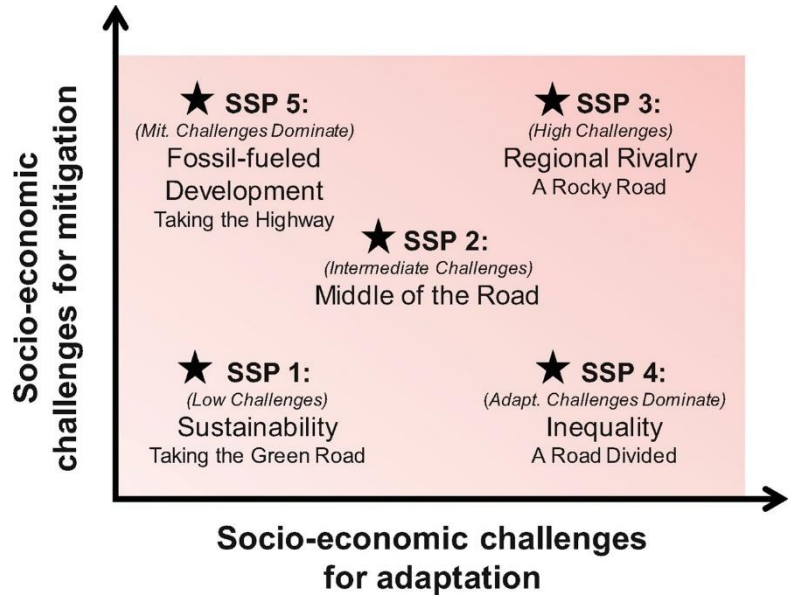 Socio-economic
challenges for mitigation
SSP 5:
(Mit. Challenges Dominate)
Fossil-fueled
Development
Taking the Highway
SSP 3:
(High Challenges)
Regional Rivalry
A Rocky Road
SSP 2:
(Intermediate Challenges)
Middle of the Road
SSP 1:
(Low Challenges)
Sustainability
Taking the Green Road
SSP 4:
(Adapt. Challenges Dominate)
Inequality
A Road Divided
Socio-economic challenges
for adaptation